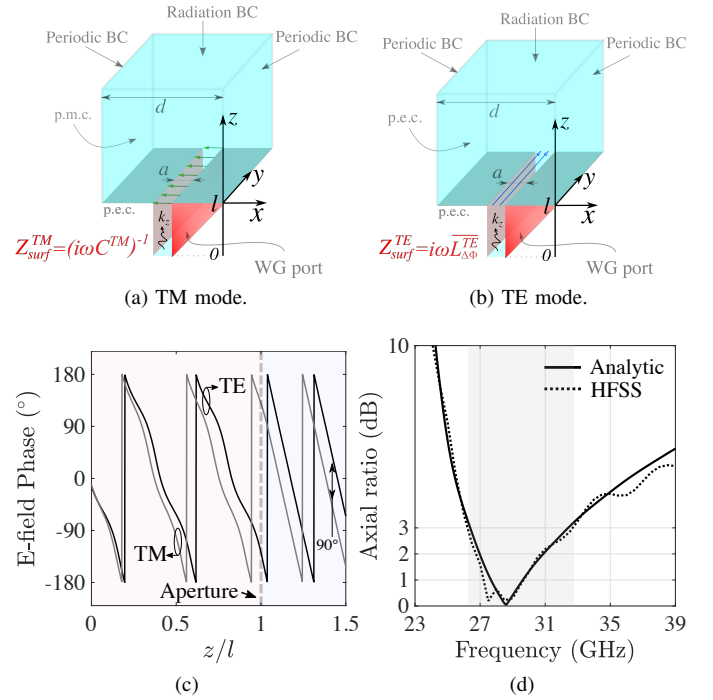 Radiation BC
Periodic BC
Periodic BC
p.m.c.
d
z
a
y
l
p.e.c.
x
k_z
Z_surf^TM=(iωC^TM)^-1
0
WG port
(a) TM mode.
Radiation BC
Periodic BC
Periodic BC
p.e.c.
d
z
a
y
l
p.e.c.
x
k_z
Z_surf^TE=iωL_ΔΦ^TE
0
WG port
(b) TE mode.
E-field Phase (°)
180
90
0
-90
-180
TE
TM
Aperture
90°
0
0.5
1
1.5
z/l
(c)
Axial ratio (dB)
10
3
2
1
0
Analytic
HFSS
23
27
31
35
39
Frequency (GHz)
(d)